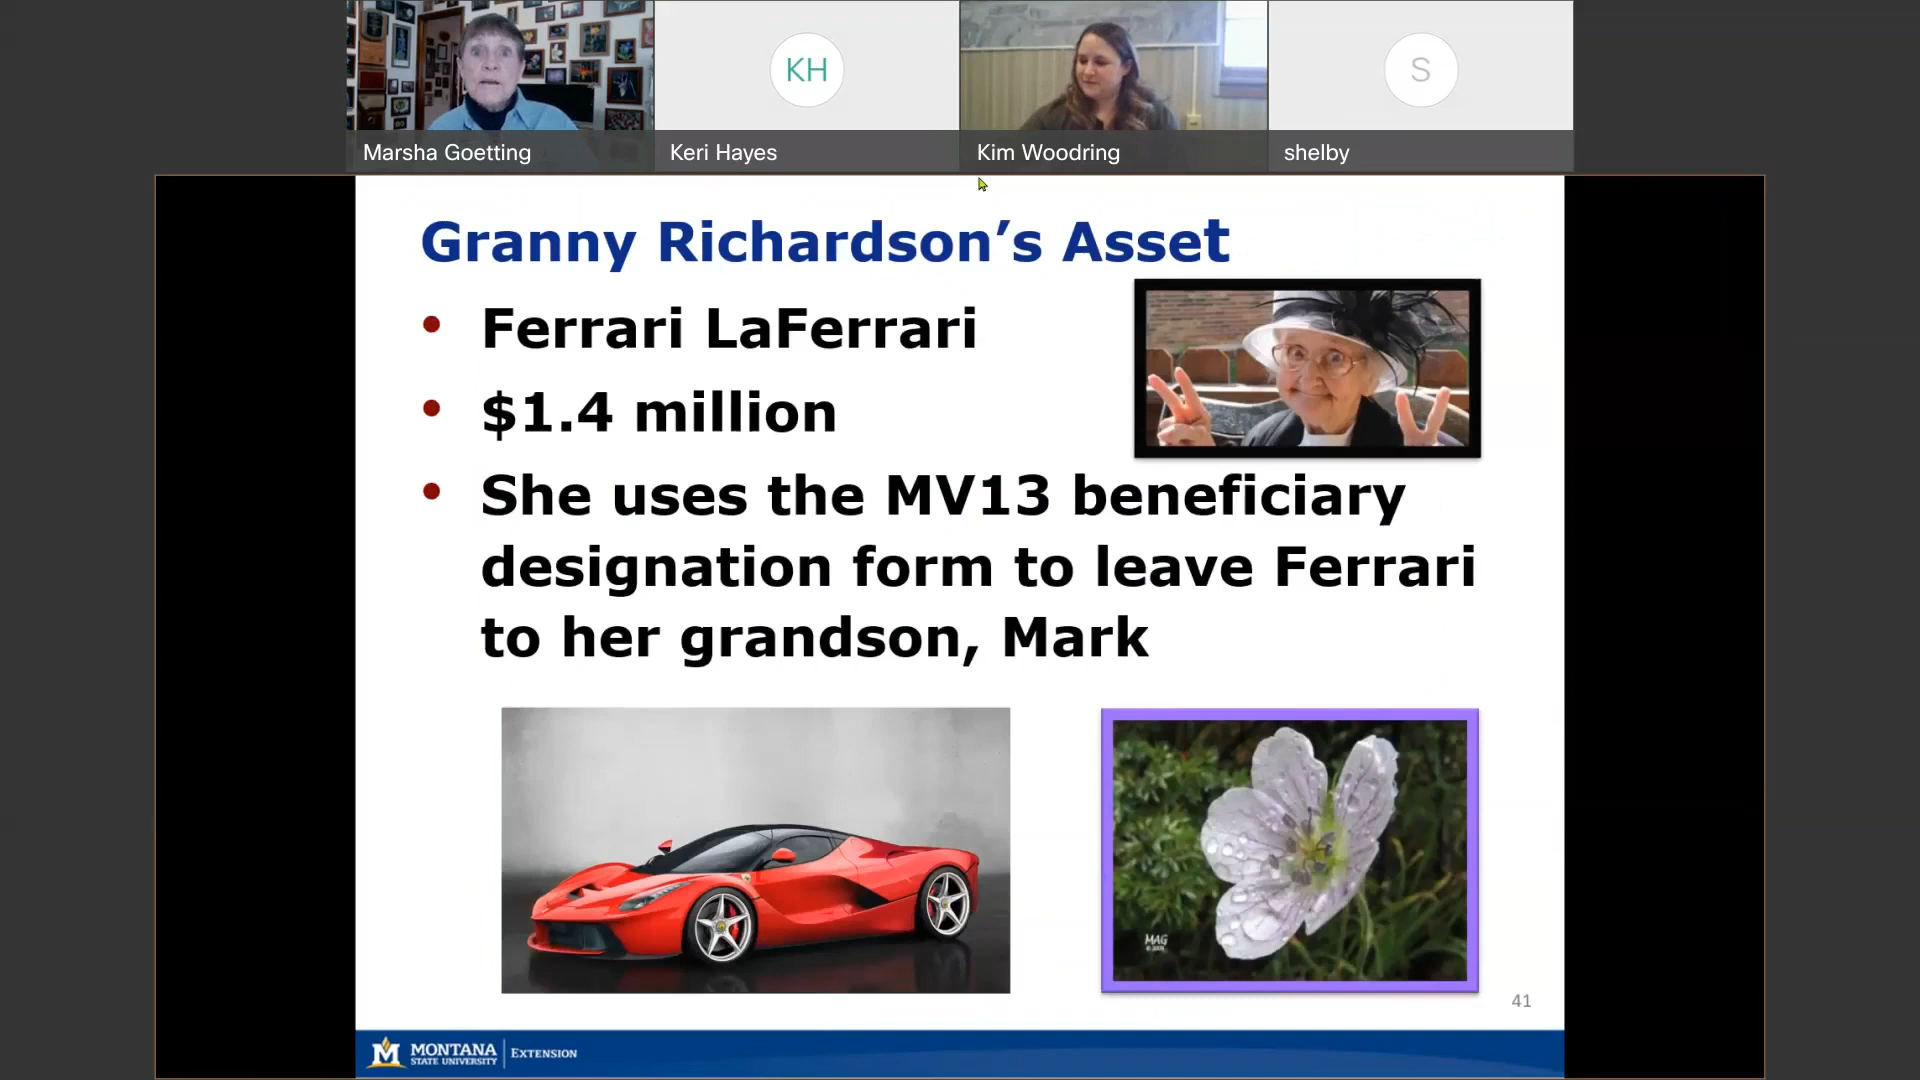 KH
S
Marsha Goetting
Keri Hayes
Kim Woodring
shelby
Granny Richardson’s Asset
• Ferrari LaFerrari
• $1.4 million
• She uses the MV13 beneficiary
designation form to leave Ferrari
to her grandson, Mark
MAG
41
M MONTANA
STATE UNIVERSITY
EXTENSION